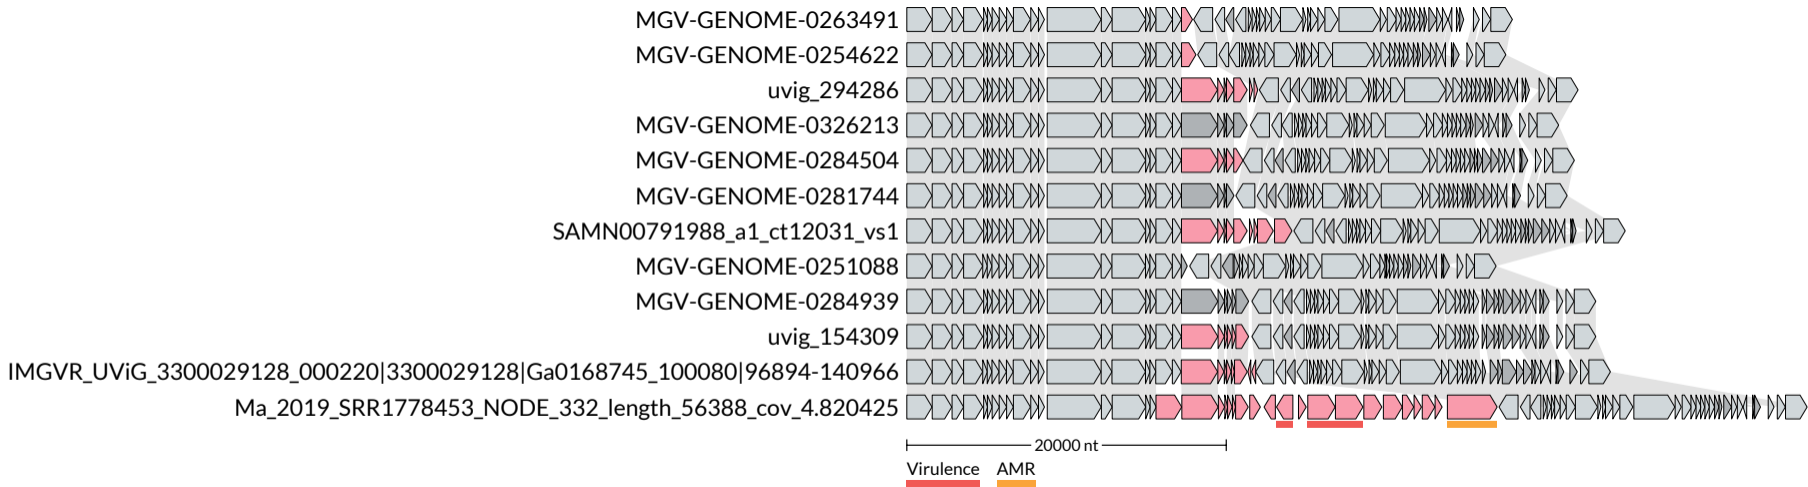 MGV-GENOME-0263491
MGV-GENOME-0254622
uvig_294286
MGV-GENOME-0326213
MGV-GENOME-0284504
MGV-GENOME-0281744
SAMN00791988_a1_ct12031_vs1
MGV-GENOME-0251088
MGV-GENOME-0284939
uvig_154309
IMGVR_UViG_3300029128_000220|3300029128|Ga0168745_100080|96894-140966
Ma_2019_SRR1778453_NODE_332_length_56388_cov_4.820425
20000 nt
Virulence AMR